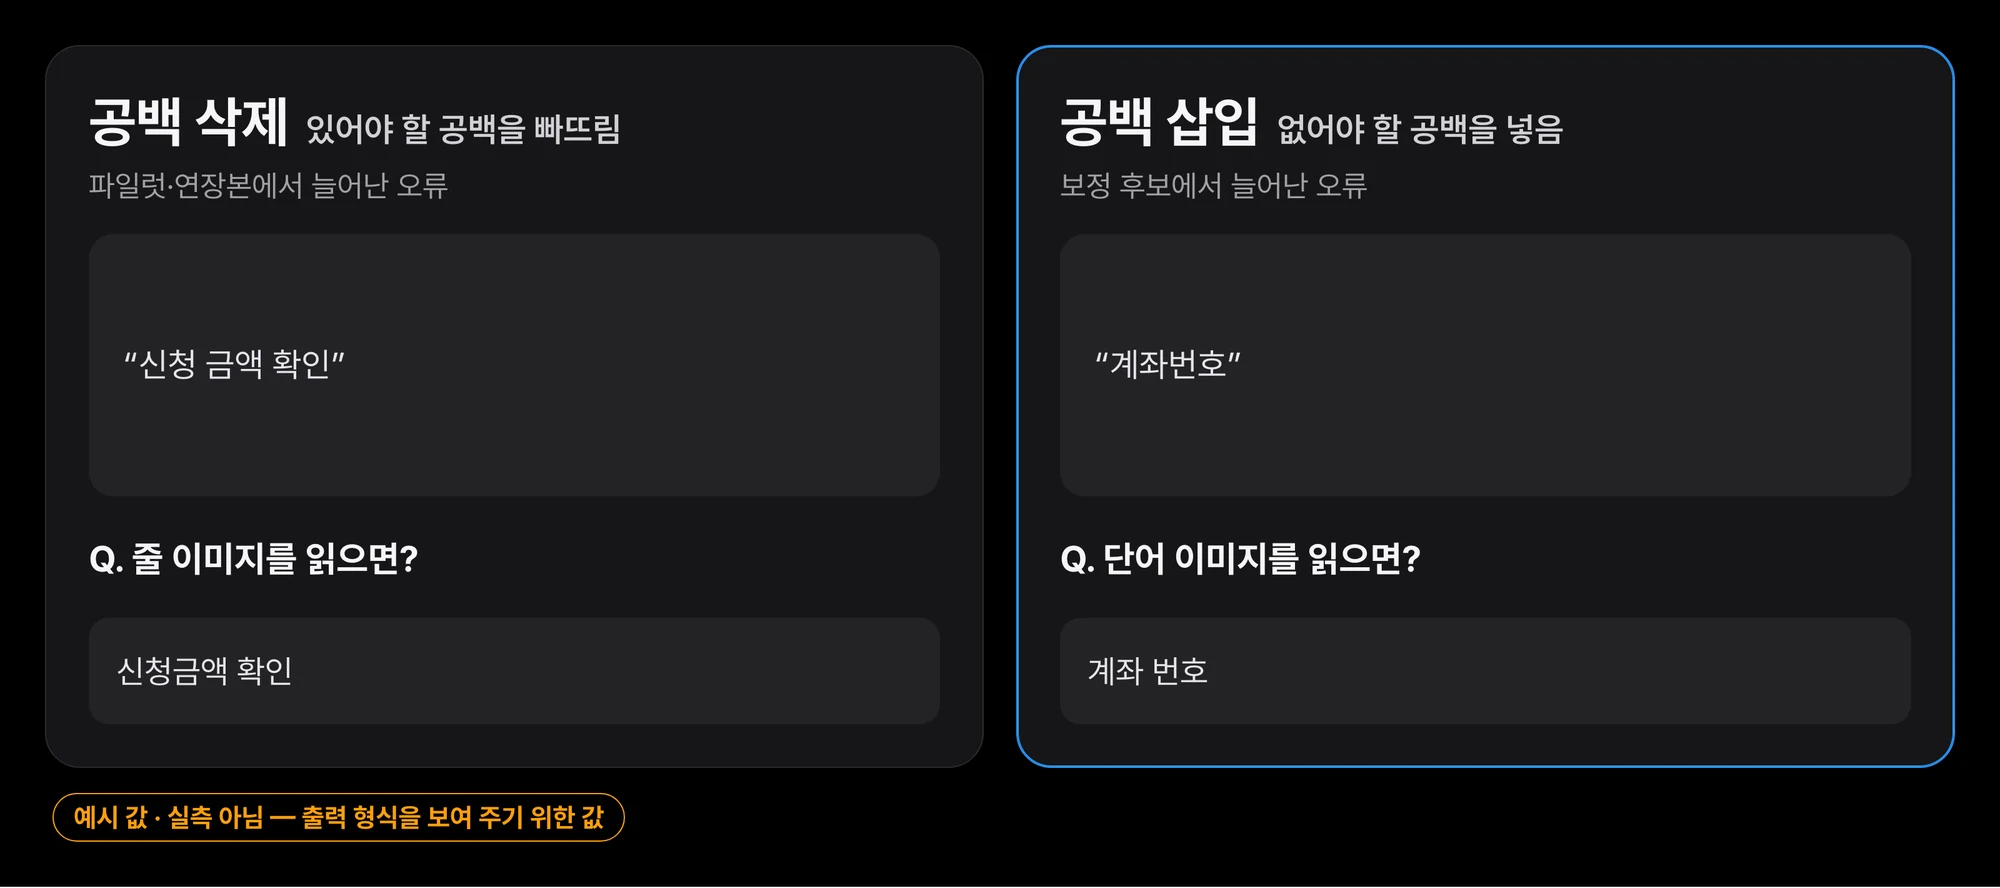 공백 삭제 있어야 할 공백을 빠뜨림
파일럿·연장본에서 늘어난 오류
“신청 금액 확인”
Q. 줄 이미지를 읽으면?
신청금액 확인
공백 삽입 없어야 할 공백을 넣음
보정 후보에서 늘어난 오류
“계좌번호”
Q. 단어 이미지를 읽으면?
계좌 번호
예시 값 · 실측 아님 — 출력 형식을 보여 주기 위한 값